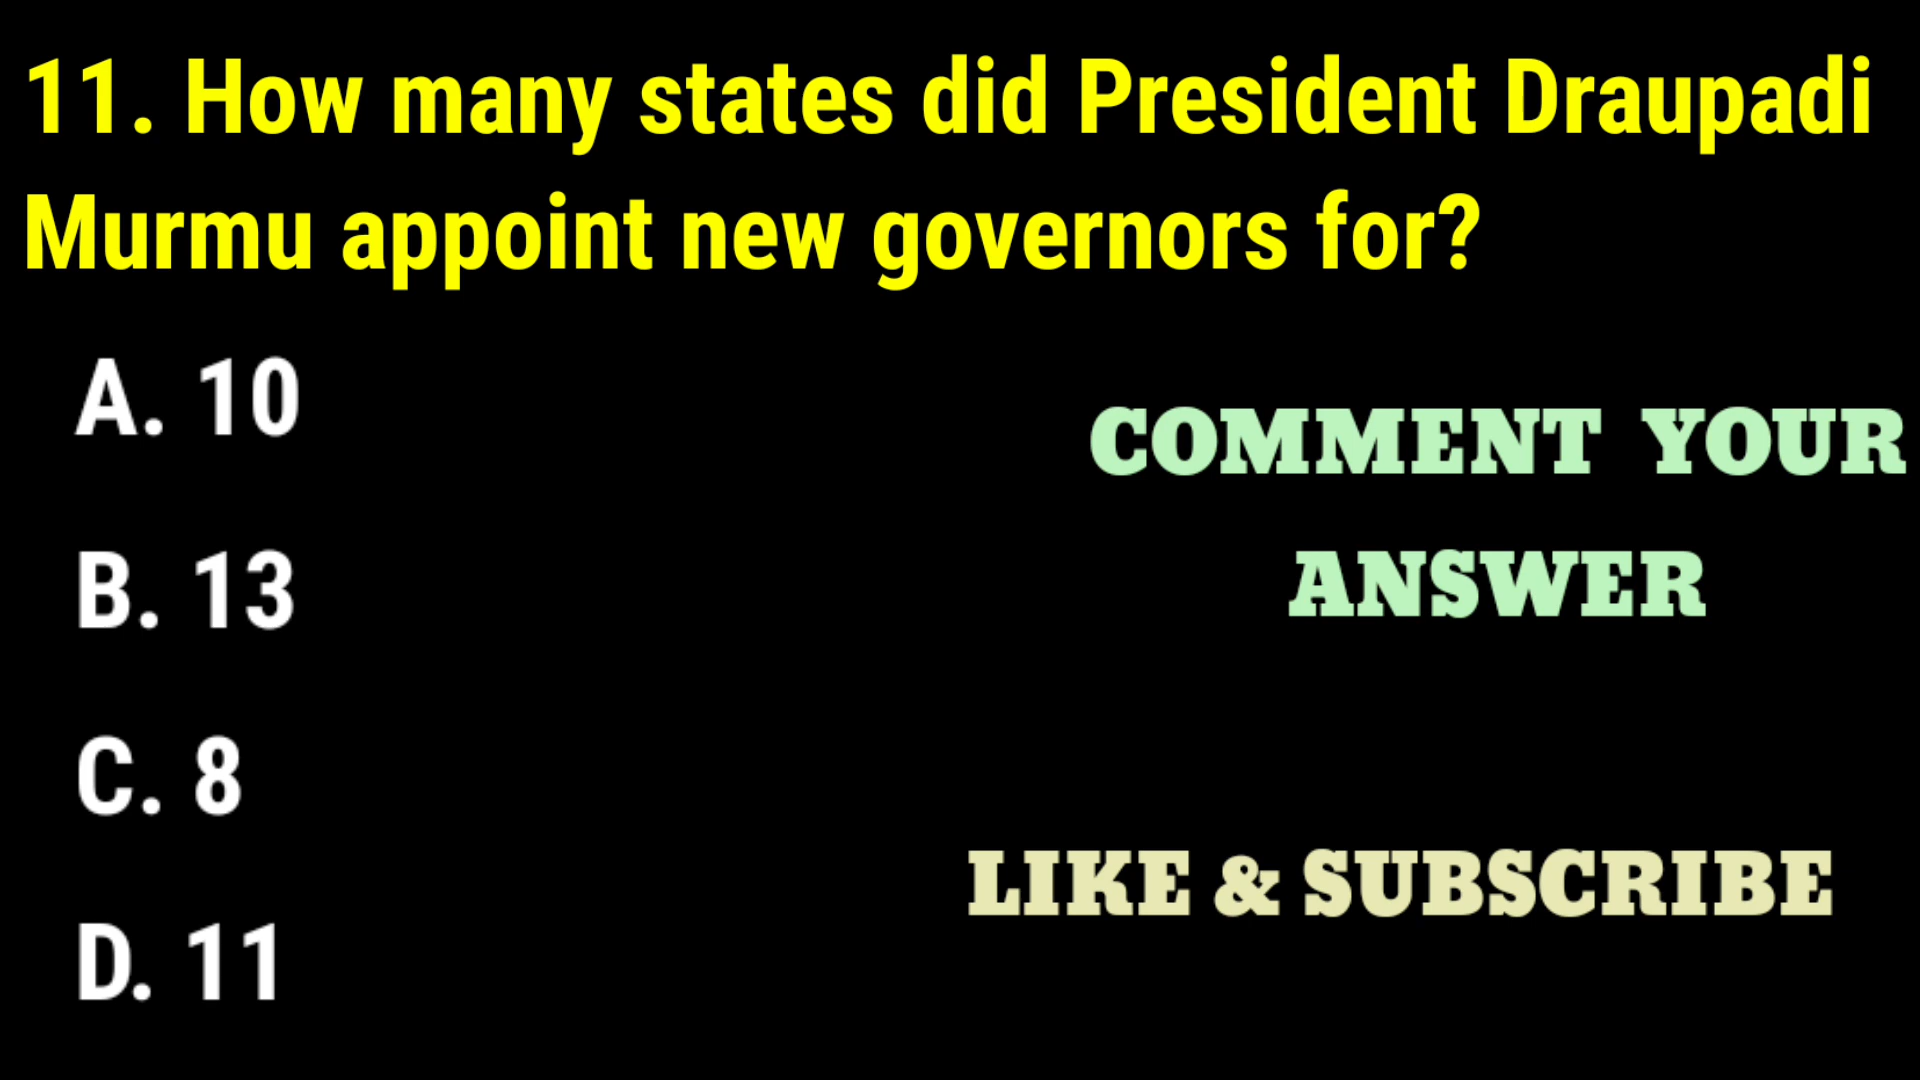 11. How many states did President Draupadi
Murmu appoint new governors for?
A. 10
B. 13
C. 8
D. 11
COMMENT YOUR
ANSWER
LIKE & SUBSCRIBE